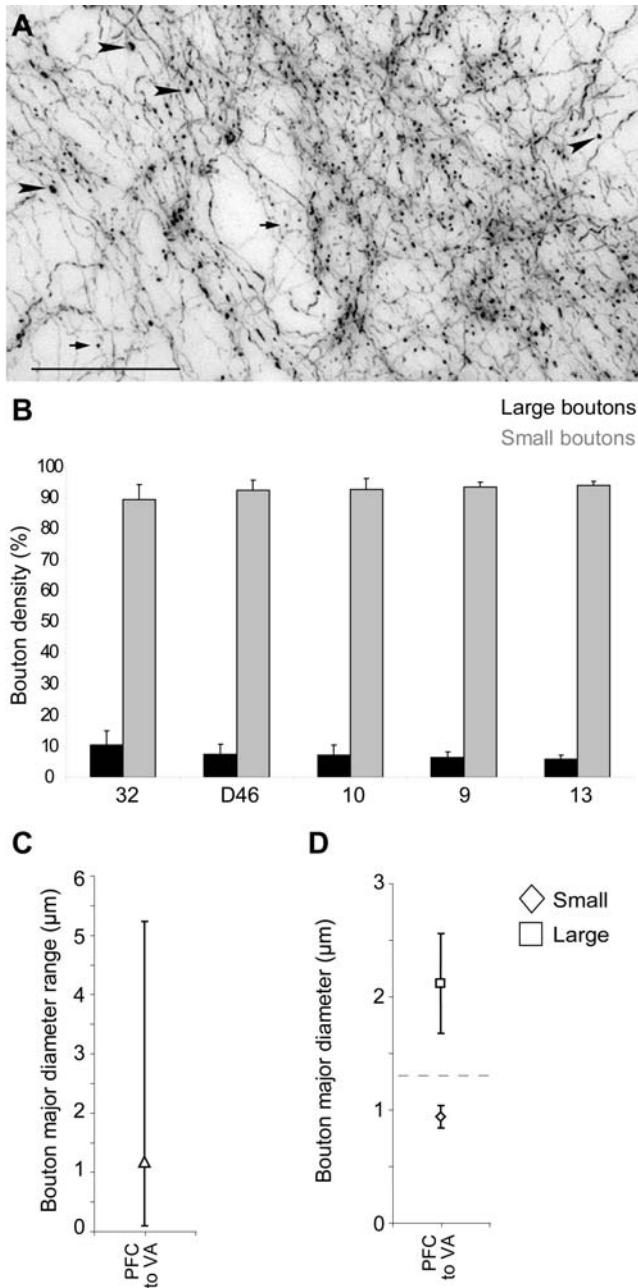 A
B
Large boutons
Small boutons
Bouton density (%)
100
90
80
70
60
50
40
30
20
10
0
32 D46 10 9 13
C
Bouton major diameter range (µm)
6
5
4
3
2
1
0
PFC
to VA
D
Bouton major diameter (µm)
3
2
1
0
PFC
to VA
Small
Large